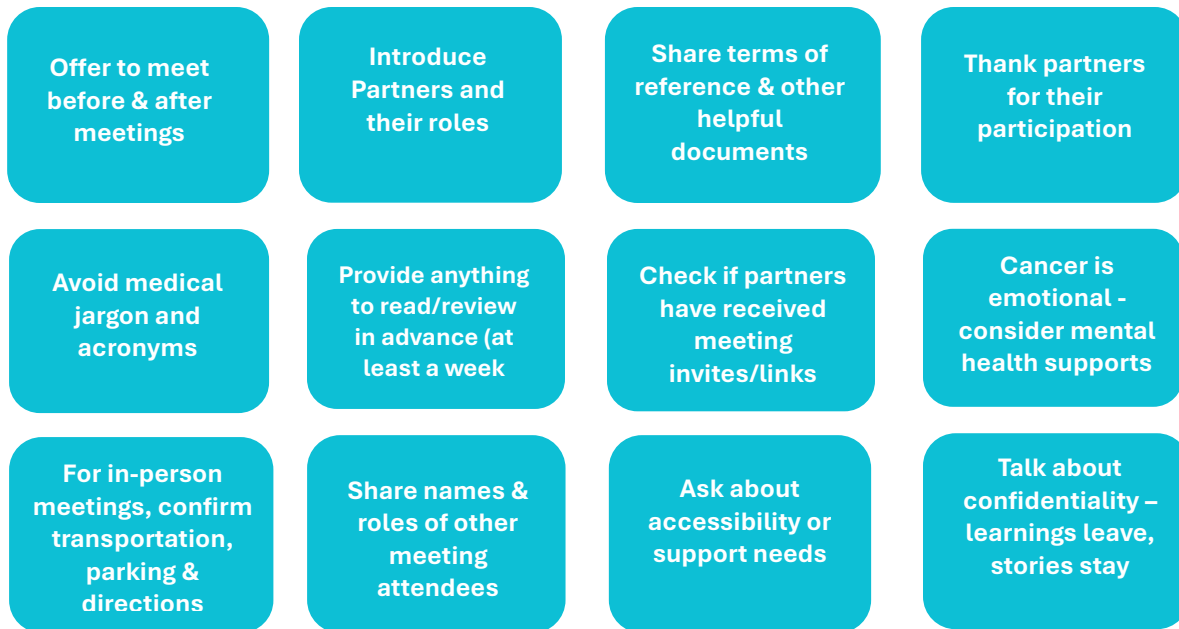 Offer to meet
before & after
meetings
Introduce
Partners and
their roles
Share terms of
reference & other
helpful
documents
Thank partners
for their
participation
Avoid medical
jargon and
acronyms
Provide anything
to read/review
in advance (at
least a week
Check if partners
have received
meeting
invites/links
Cancer is
emotional -
consider mental
health supports
For in-person
meetings, confirm
transportation,
parking &
directions
Share names &
roles of other
meeting
attendees
Ask about
accessibility or
support needs
Talk about
confidentiality –
learnings leave,
stories stay